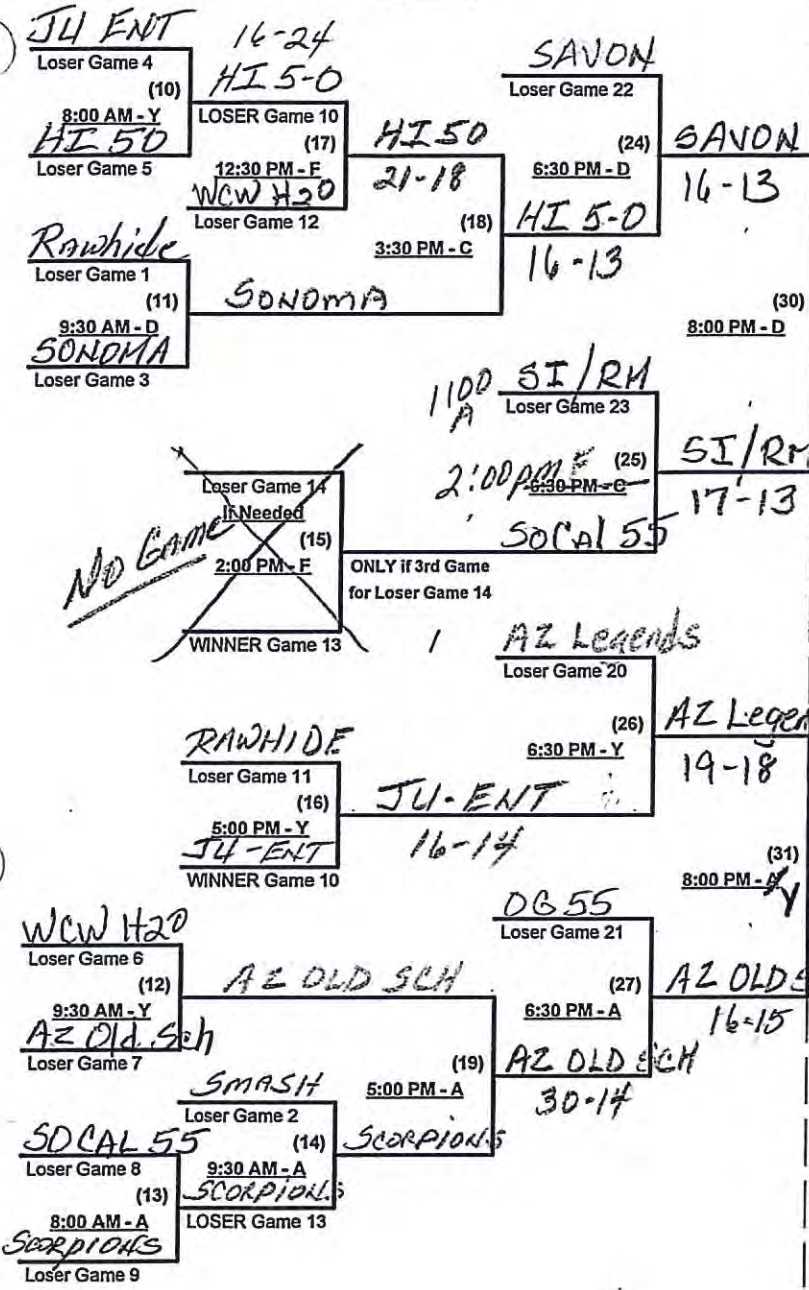 J4 ENT
Loser Game 4
(10)
8:00 AM - Y
HI 50
Loser Game 5
16-24
HI 5-0
LOSER Game 10
(17)
12:30 PM - F
WCW H20
Loser Game 12
HI 50
21-18
(18)
3:30 PM - C
Rawhide
Loser Game 1
(11)
9:30 AM - D
SONOMA
Loser Game 3
SONOMA
SAVON
Loser Game 22
(24)
6:30 PM - D
HI 5-0
16-13
SAVON
16-13
(30)
8:00 PM - D
1100
A
SI/RM
Loser Game 23
(25)
2:00 pm F
6:30 PM - C
SOCAL 55
SI/RM
17-13
Loser Game 14
If Needed
(15)
2:00 PM - F
NO GAME
WINNER Game 13
ONLY if 3rd Game
for Loser Game 14
AZ Legends
Loser Game 20
(26)
6:30 PM - Y
AZ Legen
19-18
RAWHIDE
Loser Game 11
(16)
5:00 PM - Y
J4-ENT
WINNER Game 10
J4-ENT
16-14
(31)
8:00 PM - A
Y
WCW H20
Loser Game 6
(12)
9:30 AM - Y
AZ Old Sch
Loser Game 7
AZ OLD SCH
OG 55
Loser Game 21
(27)
6:30 PM - A
AZ OLD SCH
30-14
AZ OLD S
16-15
(19)
5:00 PM - A
SMASH
Loser Game 2
(14)
9:30 AM - A
SCORPIONS
LOSER Game 13
SCORPIONS
SOCAL 55
Loser Game 8
(13)
8:00 AM - A
SCORPIONS
Loser Game 9